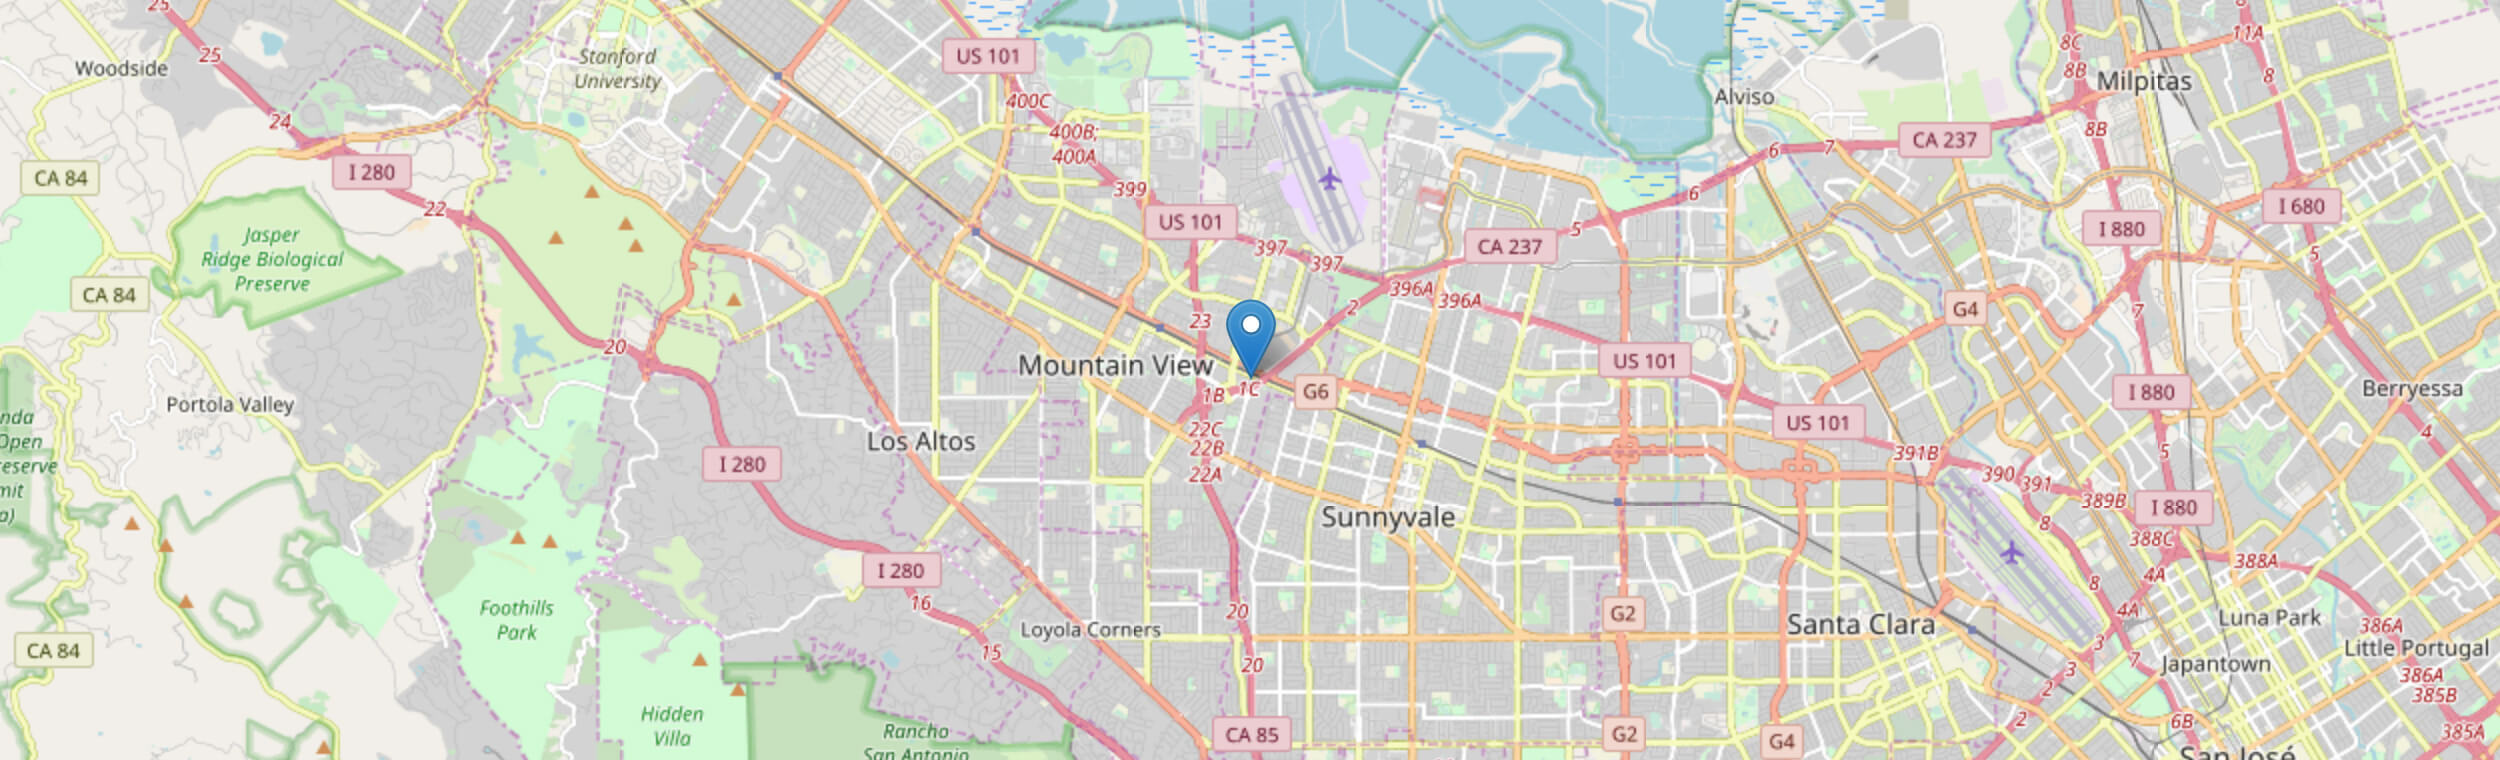 25
25
Woodside
Stanford
University
US 101
Alviso
8C
8B
Milpitas
11A
8
24
400C
400B;
400A
8B
CA 237
7
6
I 280
CA 84
399
22
6
I 680
US 101
5
I 880
Jasper
Ridge Biological
Preserve
397
397
CA 237
5
CA 84
396A
396A
2
G4
7
23
20
Mountain View
US 101
Portola Valley
1B
1C
G6
I 880
Berryessa
nda
Open
eserve
mit
a)
22C
22B
22A
Los Altos
US 101
4
391B
5
I 280
390
391
389B
I 880
Sunnyvale
8
388C
388A
I 280
4A
8
16
Foothills
Park
20
G2
4A
Luna Park
386A
Loyola Corners
Santa Clara
3
CA 84
15
20
7
3
Japantown
Little Portugal
2
386A
385B
Hidden
Villa
Rancho
San Antonio
CA 85
G2
G4
2
6B
385A
San José